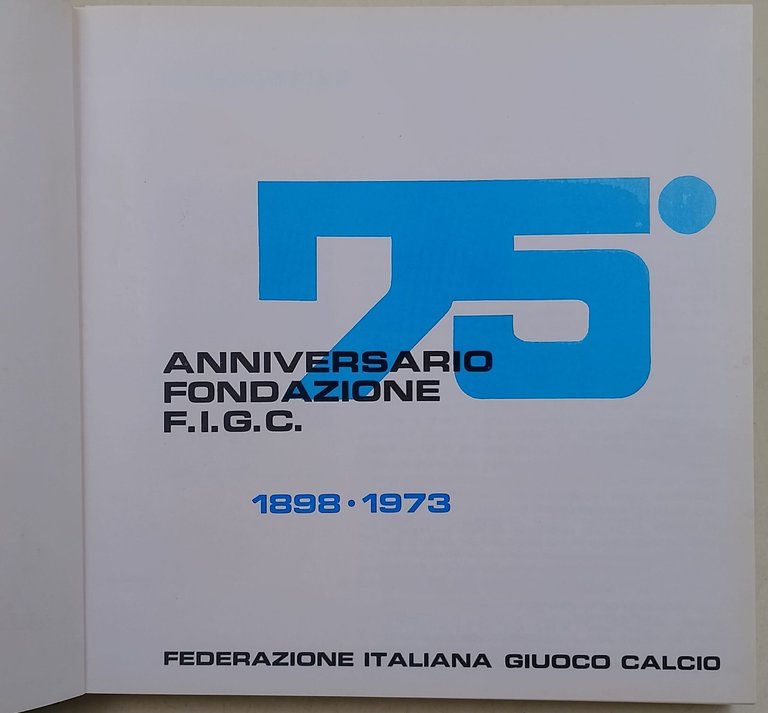 75°
ANNIVERSARIO
FONDAZIONE
F.I.G.C.
1898 • 1973
FEDERAZIONE ITALIANA GIUOCO CALCIO